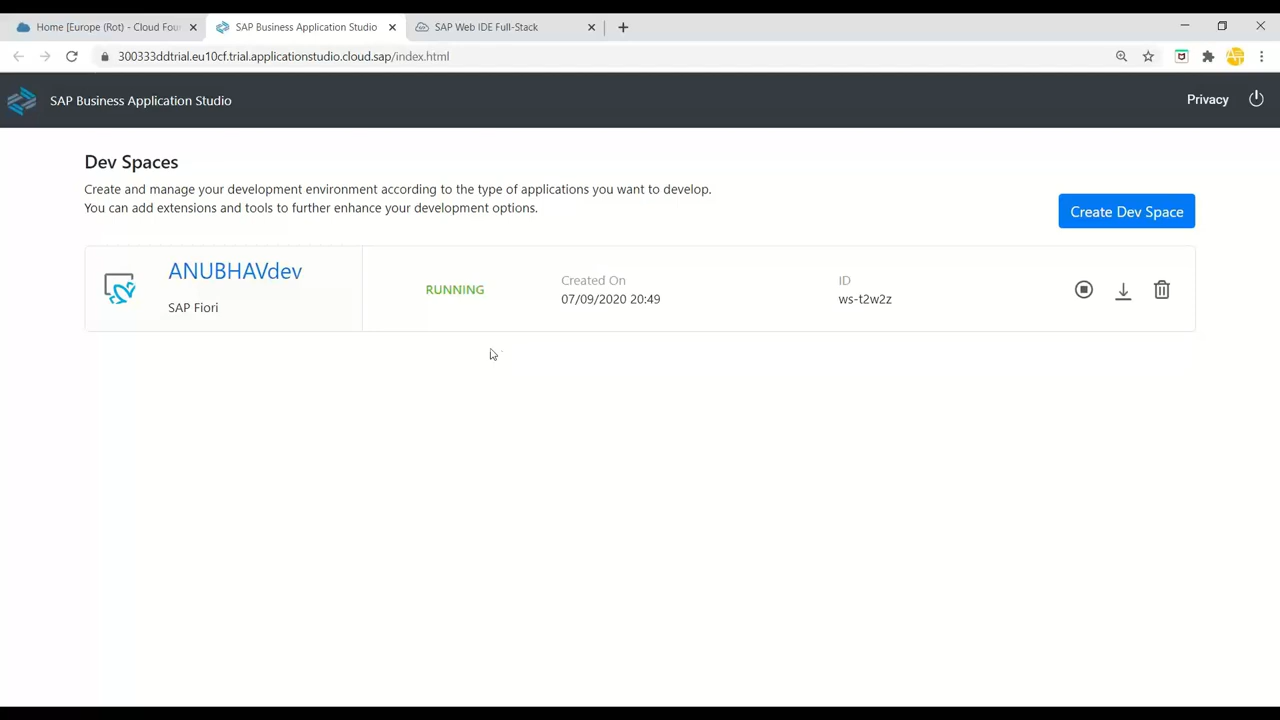 Home [Europe (Rot) - Cloud Foun
SAP Business Application Studio
SAP Web IDE Full-Stack
300333ddtrial.eu10cf.trial.applicationstudio.cloud.sap/index.html
SAP Business Application Studio
Privacy
Dev Spaces
Create and manage your development environment according to the type of applications you want to develop.
You can add extensions and tools to further enhance your development options.
Create Dev Space
ANUBHAVdev
SAP Fiori
RUNNING
Created On
07/09/2020 20:49
ID
ws-t2w2z